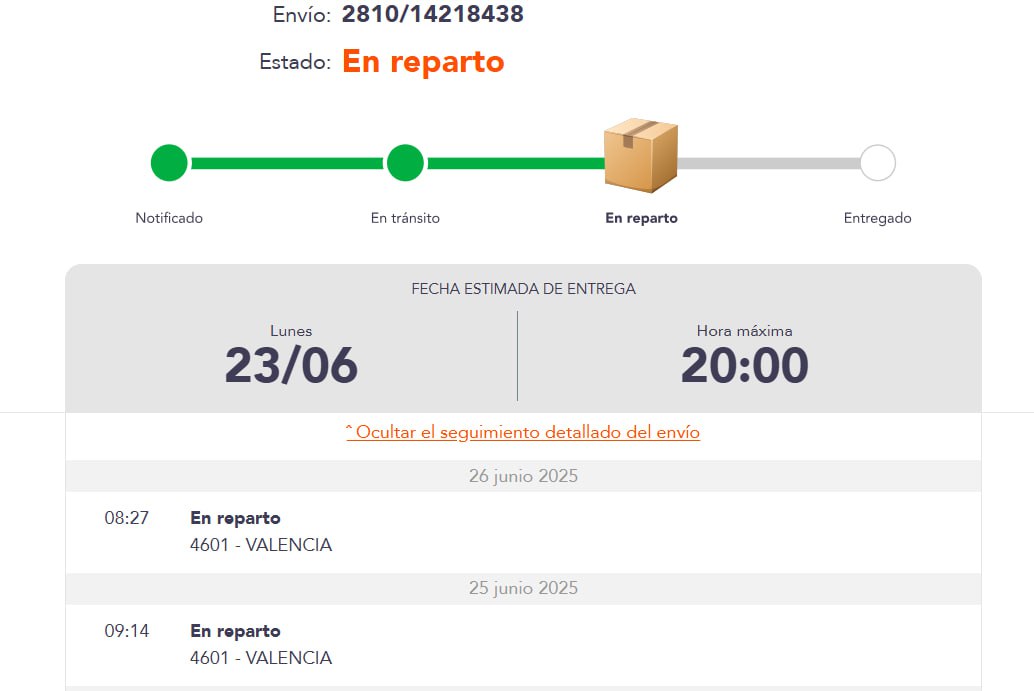 Envío: 2810/14218438
Estado: En reparto
Notificado En tránsito En reparto Entregado
FECHA ESTIMADA DE ENTREGA
Lunes Hora máxima
23/06 20:00
ˆ Ocultar el seguimiento detallado del envío
26 junio 2025
08:27 En reparto
4601 - VALENCIA
25 junio 2025
09:14 En reparto
4601 - VALENCIA